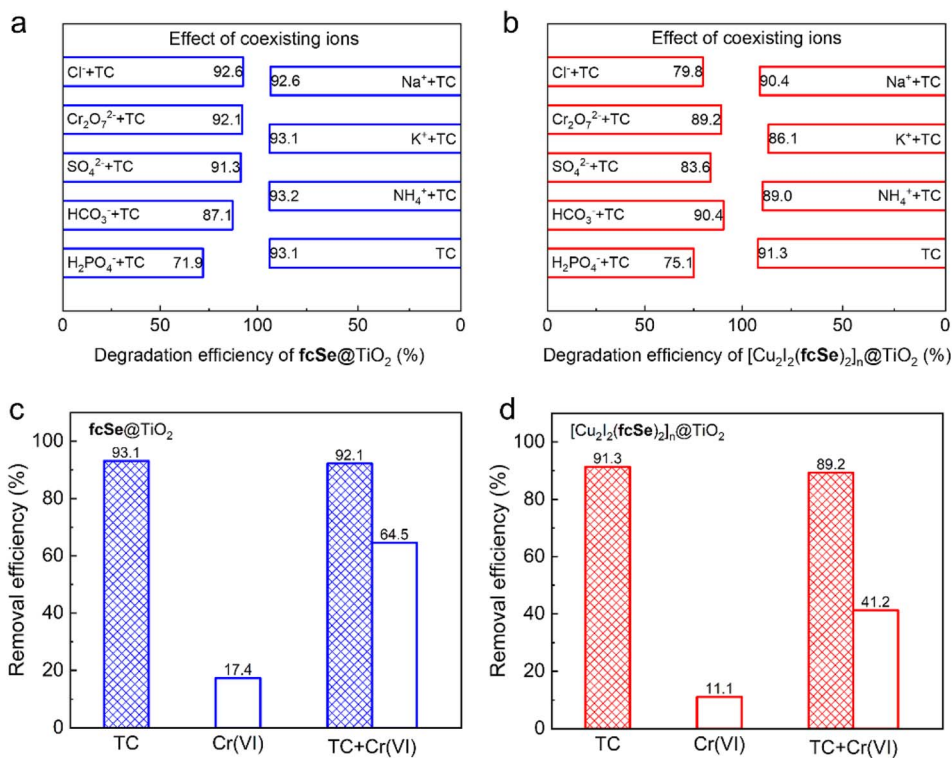 a
Effect of coexisting ions
Cl⁻+TC 92.6
Cr₂O₇²⁻+TC 92.1
SO₄²⁻+TC 91.3
HCO₃⁻+TC 87.1
H₂PO₄⁻+TC 71.9
92.6 Na⁺+TC
93.1 K⁺+TC
93.2 NH₄⁺+TC
93.1 TC
0 50 100 50 0
Degradation efficiency of fcSe@TiO₂ (%)
b
Effect of coexisting ions
Cl⁻+TC 79.8
Cr₂O₇²⁻+TC 89.2
SO₄²⁻+TC 83.6
HCO₃⁻+TC 90.4
H₂PO₄⁻+TC 75.1
90.4 Na⁺+TC
86.1 K⁺+TC
89.0 NH₄⁺+TC
91.3 TC
0 50 100 50 0
Degradation efficiency of [Cu₂I₂(fcSe)₂]ₙ@TiO₂ (%)
c
fcSe@TiO₂
Removal efficiency (%)
100
80
60
40
20
0
93.1
17.4
92.1
64.5
TC Cr(VI) TC+Cr(VI)
d
[Cu₂I₂(fcSe)₂]ₙ@TiO₂
Removal efficiency (%)
100
80
60
40
20
0
91.3
11.1
89.2
41.2
TC Cr(VI) TC+Cr(VI)